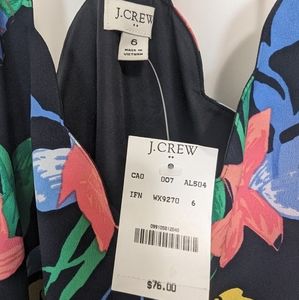 J.CREW
6
MADE IN
VIETNAM
J.CREW
CA0 007 AL504
IFN WX9270 6
$76.00